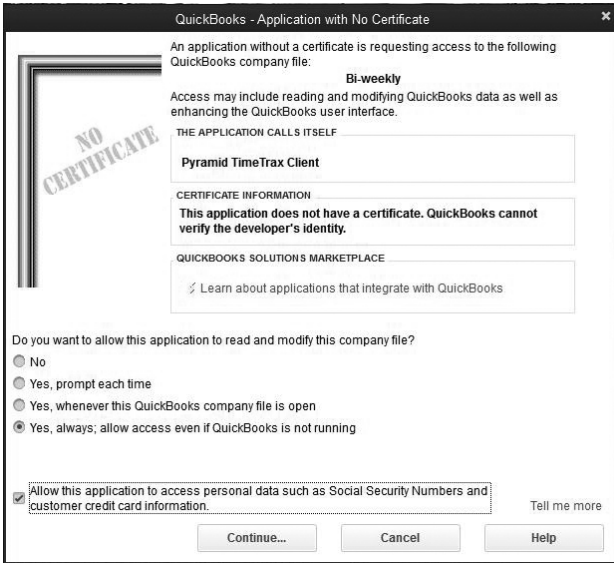 QuickBooks - Application with No Certificate
An application without a certificate is requesting access to the following
QuickBooks company file:
Bi-weekly
Access may include reading and modifying QuickBooks data as well as
enhancing the QuickBooks user interface.
NO
CERTIFICATE
THE APPLICATION CALLS ITSELF
Pyramid TimeTrax Client
CERTIFICATE INFORMATION
This application does not have a certificate. QuickBooks cannot
verify the developer's identity.
QUICKBOOKS SOLUTIONS MARKETPLACE
Learn about applications that integrate with QuickBooks
Do you want to allow this application to read and modify this company file?
No
Yes, prompt each time
Yes, whenever this QuickBooks company file is open
Yes, always; allow access even if QuickBooks is not running
Allow this application to access personal data such as Social Security Numbers and
customer credit card information.
Tell me more
Continue...
Cancel
Help